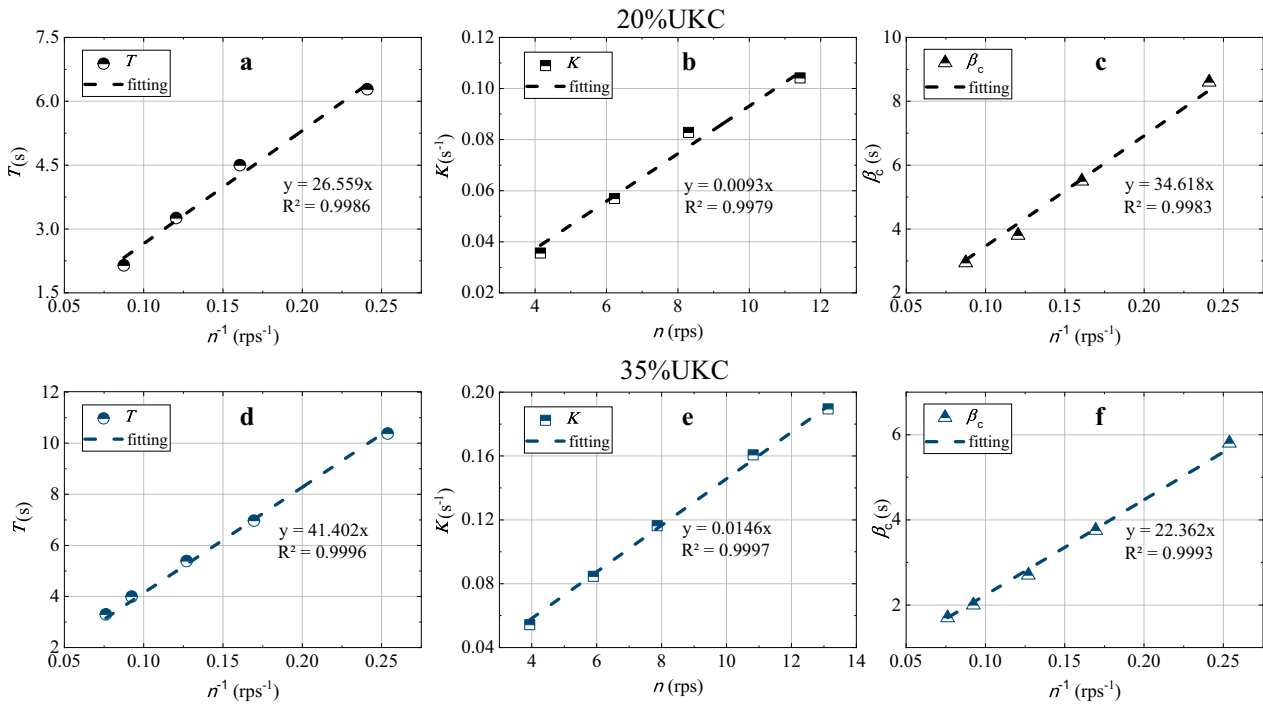 20%UKC
7.5
6.0
4.5
3.0
1.5
T(s)
T
fitting
a
y = 26.559x
R² = 0.9986
0.05
0.10
0.15
0.20
0.25
n⁻¹ (rps⁻¹)
0.12
0.10
0.08
0.06
0.04
0.02
K(s⁻¹)
K
fitting
b
y = 0.0093x
R² = 0.9979
4
6
8
10
12
n (rps)
10
8
6
4
2
β_c (s)
β_c
fitting
c
y = 34.618x
R² = 0.9983
0.05
0.10
0.15
0.20
0.25
n⁻¹ (rps⁻¹)
35%UKC
12
10
8
6
4
2
T(s)
T
fitting
d
y = 41.402x
R² = 0.9996
0.05
0.10
0.15
0.20
0.25
n⁻¹ (rps⁻¹)
0.20
0.16
0.12
0.08
0.04
K(s⁻¹)
K
fitting
e
y = 0.0146x
R² = 0.9997
4
6
8
10
12
14
n (rps)
6
4
2
β_c (s)
β_c
fitting
f
y = 22.362x
R² = 0.9993
0.05
0.10
0.15
0.20
0.25
n⁻¹ (rps⁻¹)